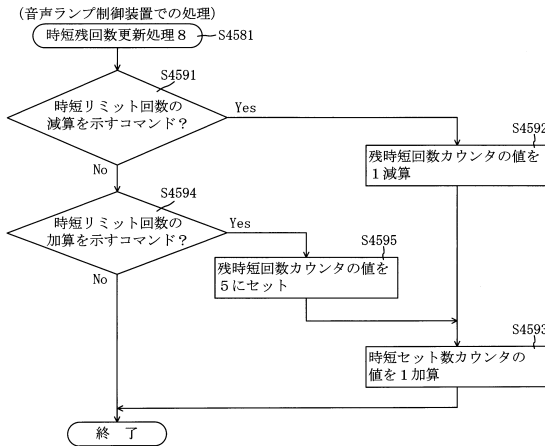 (音声ランプ制御装置での処理)
時短残回数更新処理8
S4581
S4591
時短リミット回数の
減算を示すコマンド?
Yes
No
S4592
残時短回数カウンタの値を
1減算
S4594
時短リミット回数の
加算を示すコマンド?
Yes
No
S4595
残時短回数カウンタの値を
5にセット
S4593
時短セット数カウンタの
値を1加算
終 了